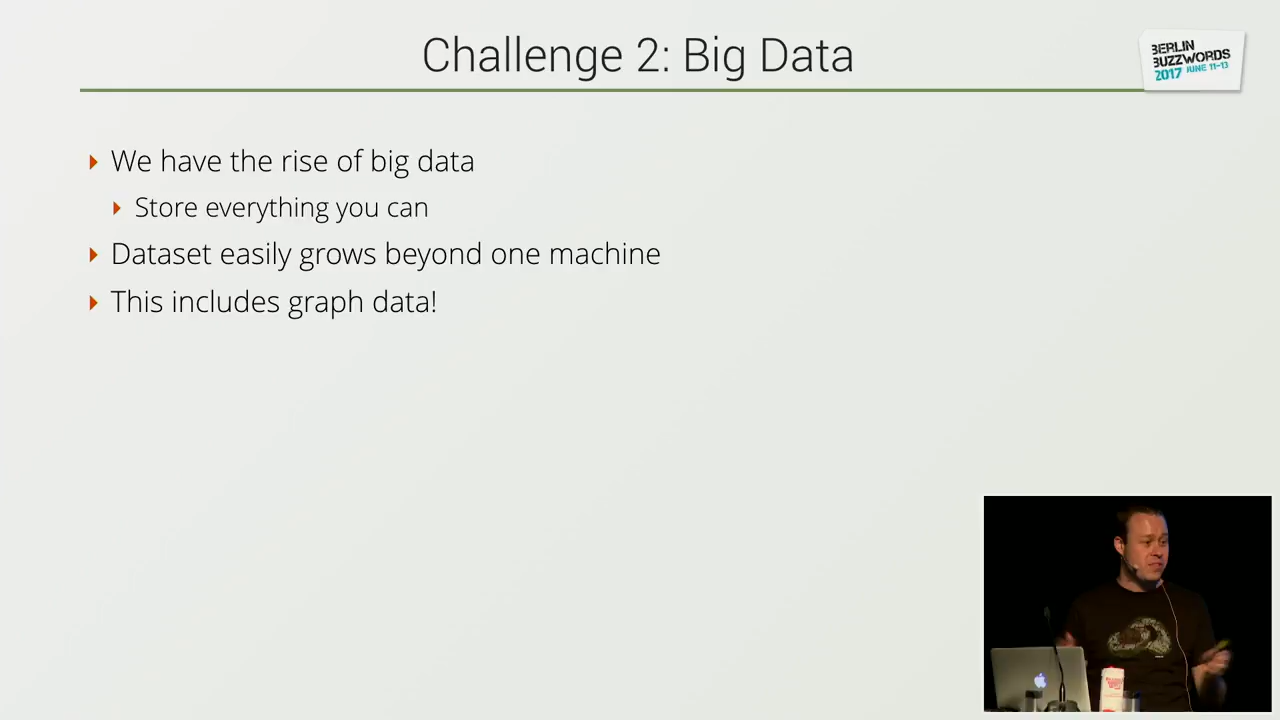 Challenge 2: Big Data
BERLIN
BUZZWORDS
2017 JUNE 11-13
We have the rise of big data
Store everything you can
Dataset easily grows beyond one machine
This includes graph data!